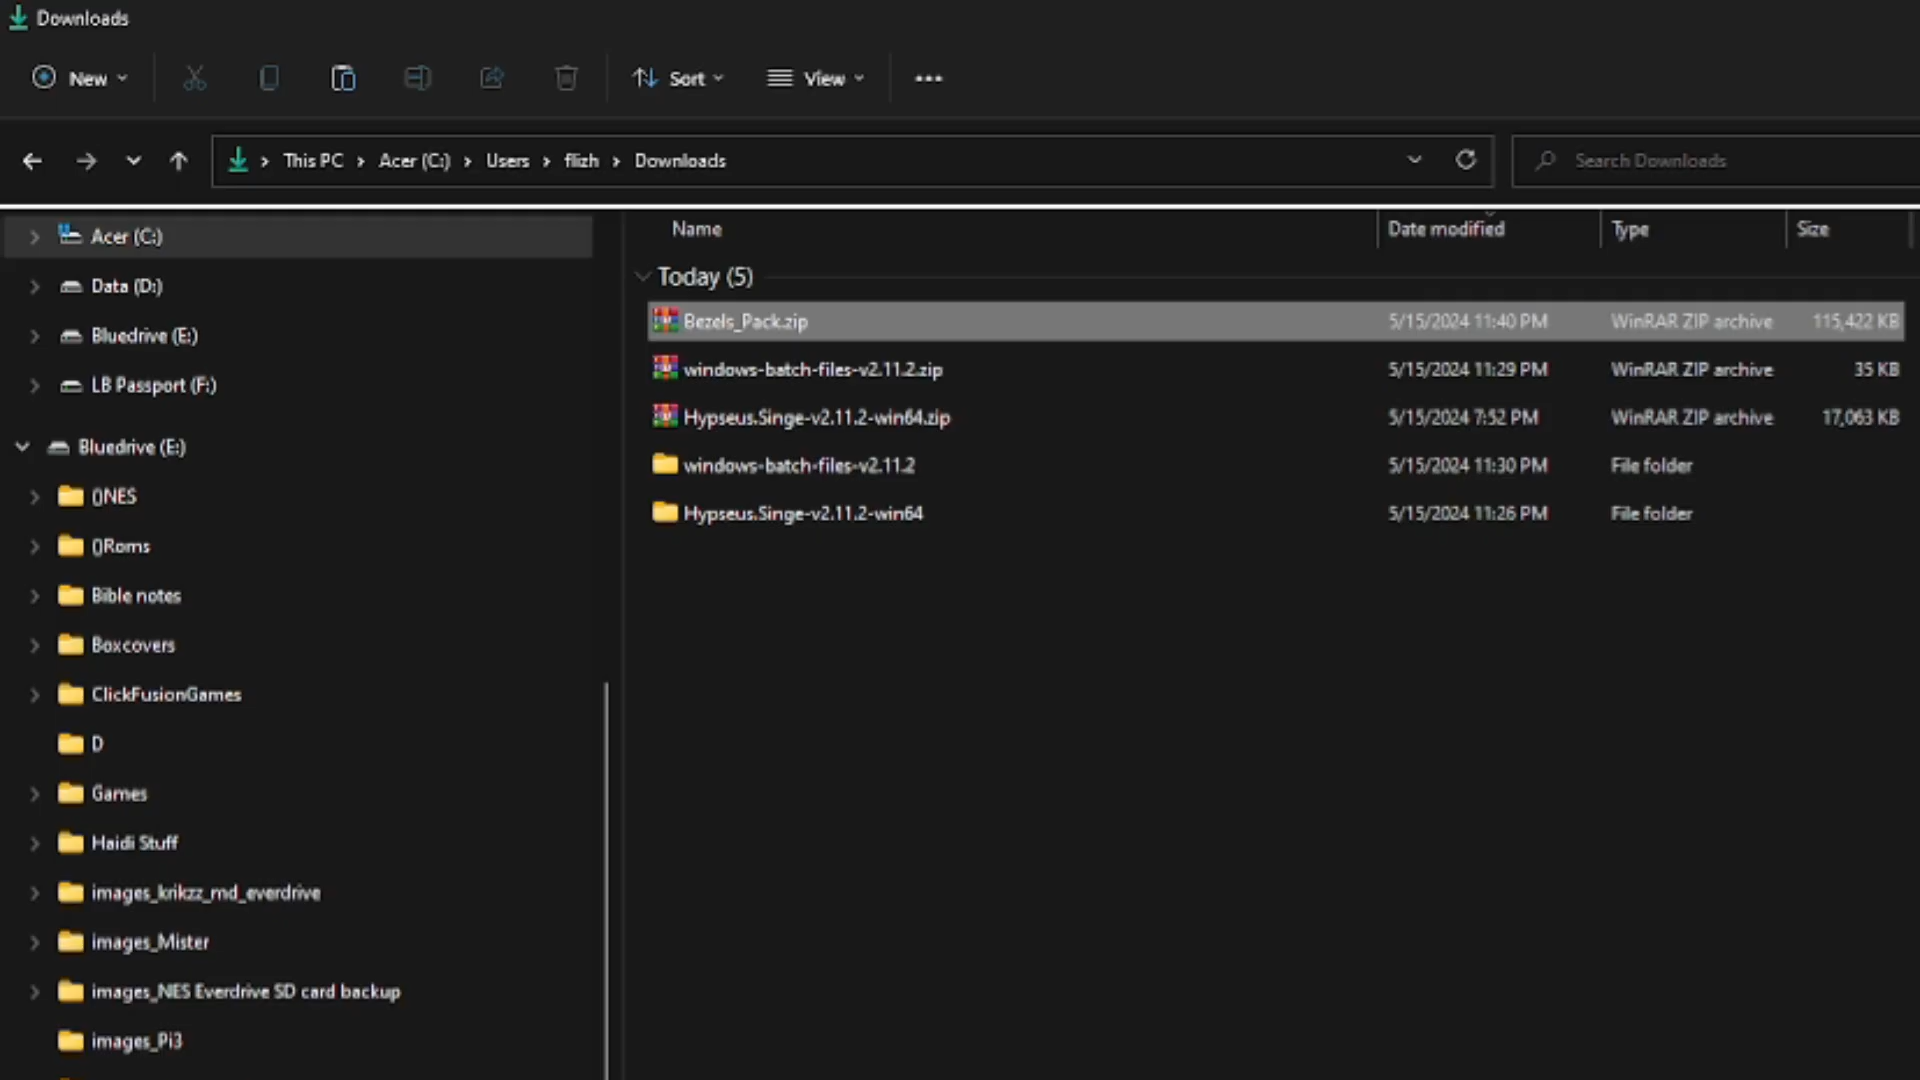 Downloads
New
Sort
View
This PC > Acer (C:) > Users > flizh > Downloads
Search Downloads
Name Date modified Type Size
Today (5)
Bezels_Pack.zip 5/15/2024 11:40 PM WinRAR ZIP archive 115,422 KB
windows-batch-files-v2.11.2.zip 5/15/2024 11:29 PM WinRAR ZIP archive 35 KB
Hypseus.Singe-v2.11.2-win64.zip 5/15/2024 7:52 PM WinRAR ZIP archive 17,063 KB
windows-batch-files-v2.11.2 5/15/2024 11:30 PM File folder
Hypseus.Singe-v2.11.2-win64 5/15/2024 11:26 PM File folder
Acer (C:)
Data (D:)
Bluedrive (E:)
LB Passport (F:)
Bluedrive (E:)
()NES
()Roms
Bible notes
Boxcovers
ClickFusionGames
D
Games
Haidi Stuff
images_krikzz_md_everdrive
images_Mister
images_NES Everdrive SD card backup
images_Pi3